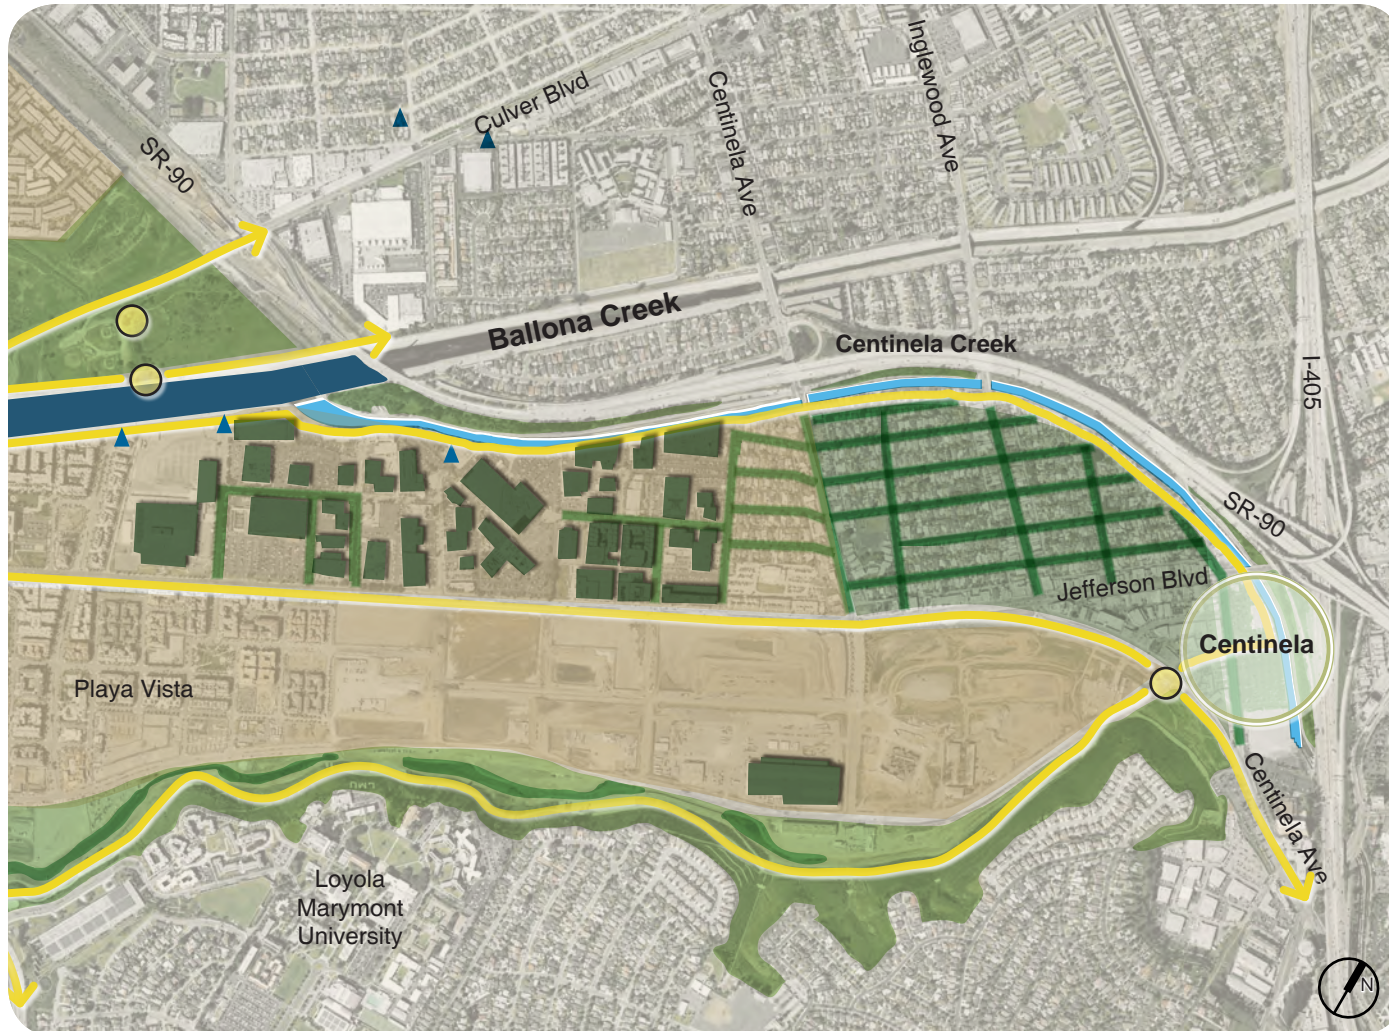 Culver Blvd
Centinela Ave
Inglewood Ave
SR-90
Ballona Creek
Centinela Creek
I-405
SR-90
Jefferson Blvd
Centinela
Playa Vista
Centinela Ave
LMU
Loyola
Marymont
University
N